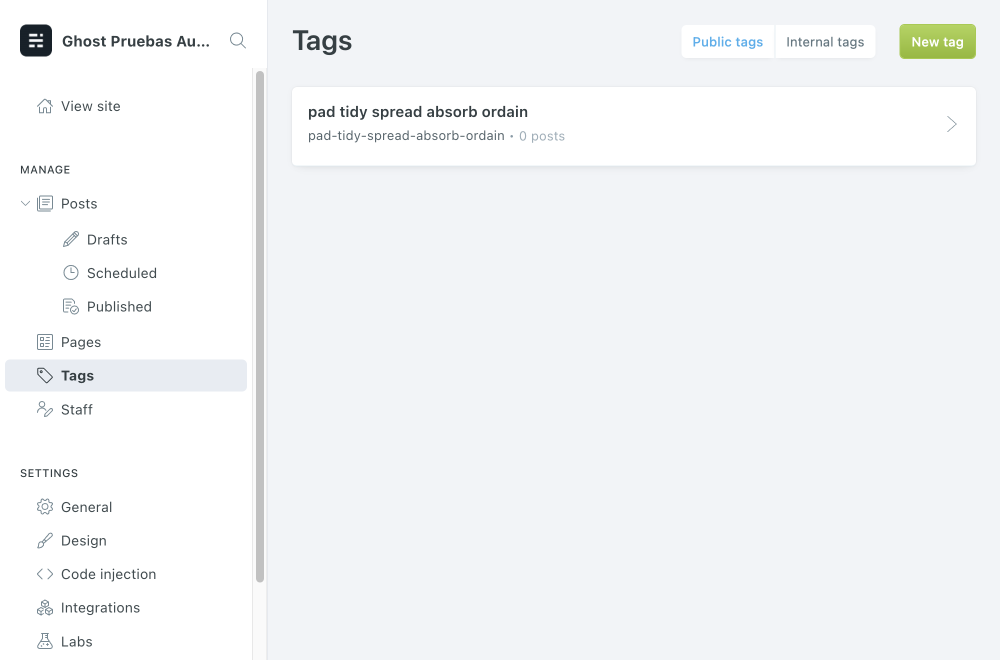 Ghost Pruebas Au...
View site
MANAGE
Posts
Drafts
Scheduled
Published
Pages
Tags
Staff
SETTINGS
General
Design
Code injection
Integrations
Labs
Tags
Public tags
Internal tags
New tag
pad tidy spread absorb ordain
pad-tidy-spread-absorb-ordain • 0 posts